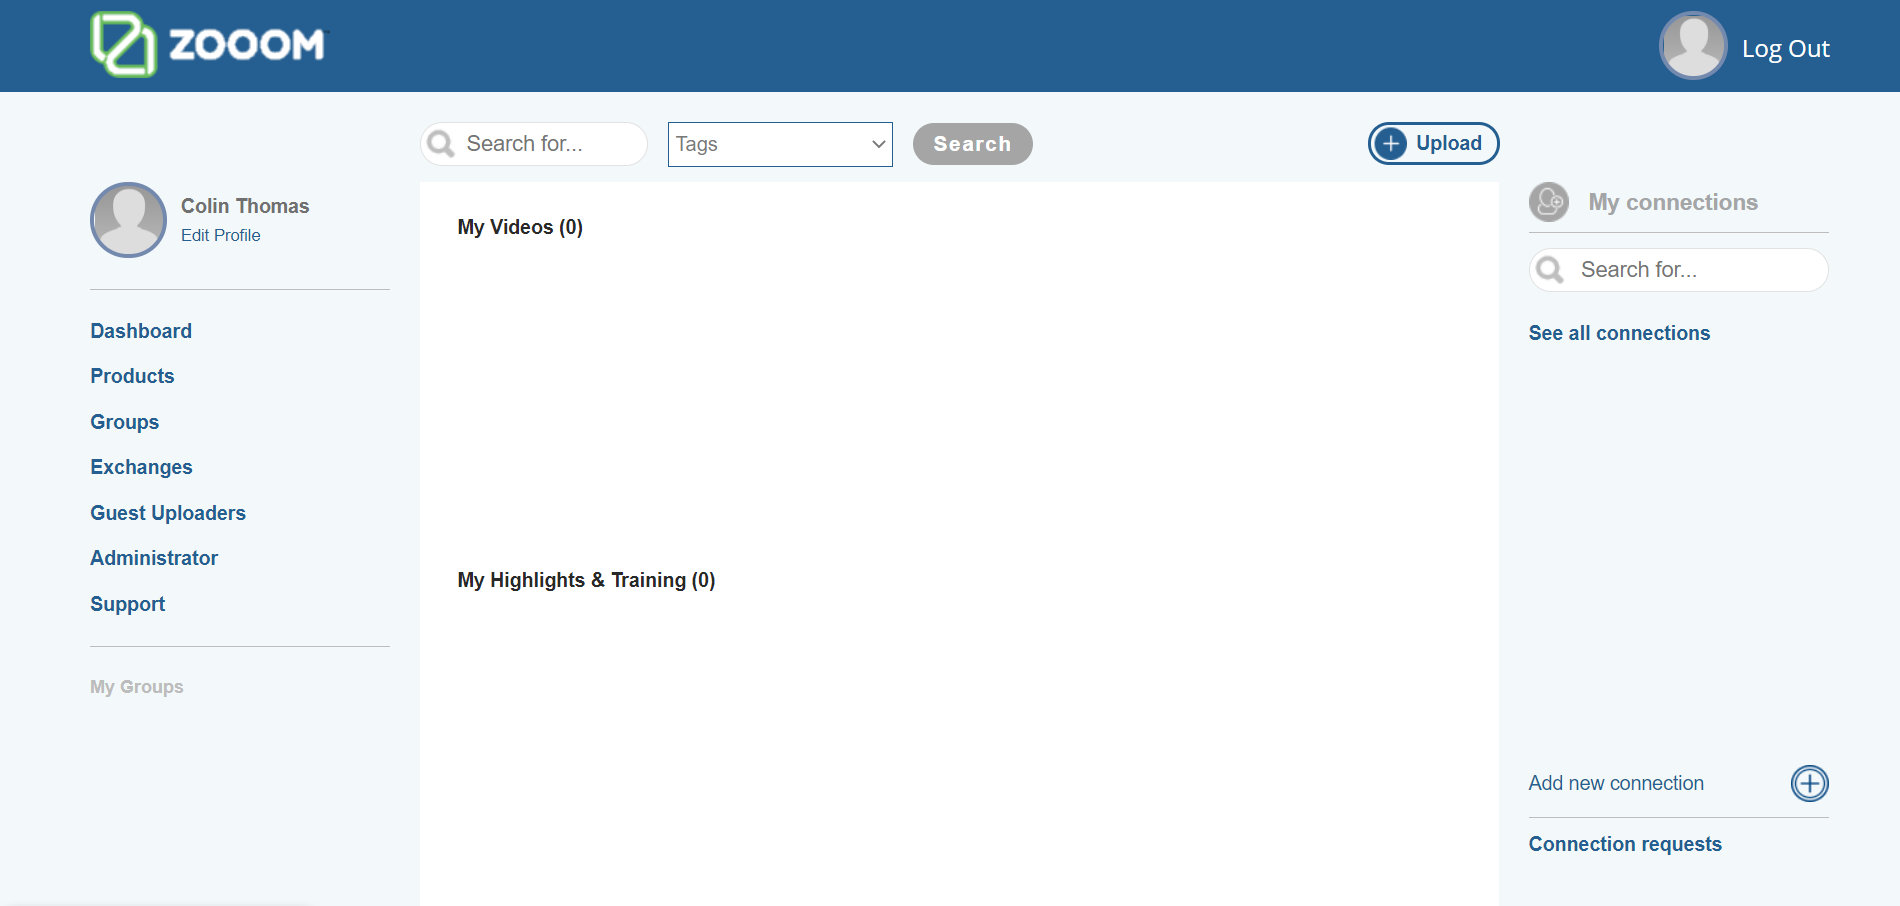 ZOOOM
Log Out
Search for...
Tags
Search
Upload
Colin Thomas
Edit Profile
Dashboard
Products
Groups
Exchanges
Guest Uploaders
Administrator
Support
My Groups
My Videos (0)
My Highlights & Training (0)
My connections
Search for...
See all connections
Add new connection
Connection requests